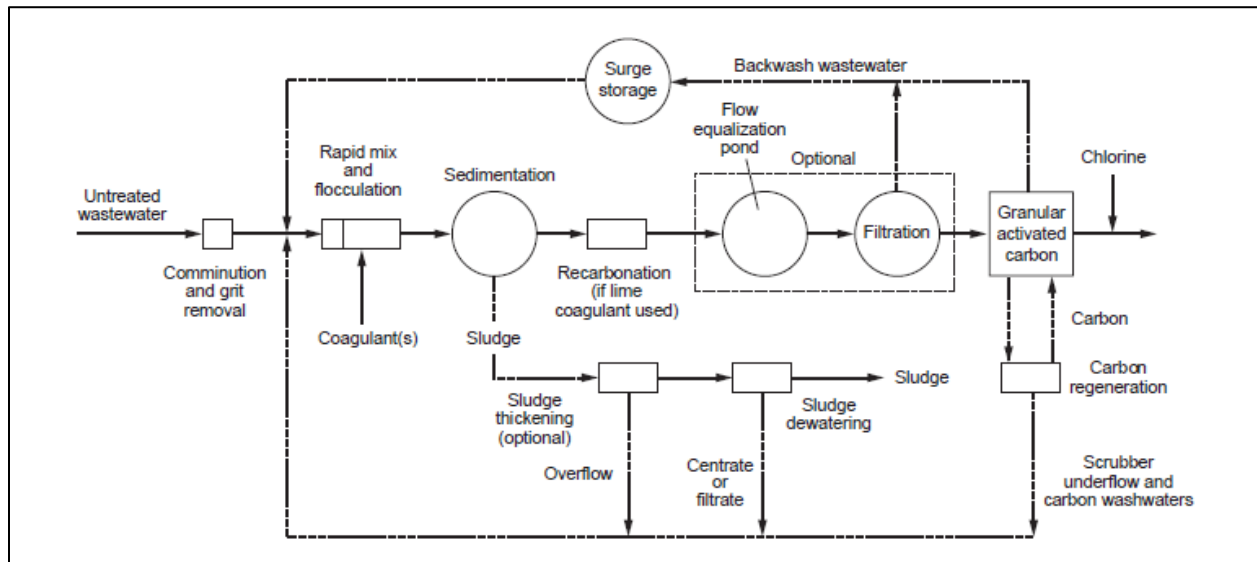 Surge
storage
Backwash wastewater
Flow
equalization
pond
Optional
Chlorine
Rapid mix
and
flocculation
Sedimentation
Untreated
wastewater
Filtration
Granular
activated
carbon
Comminution
and grit
removal
Recarbonation
(if lime
coagulant used)
Coagulant(s)
Sludge
Carbon
Sludge
thickening
(optional)
Sludge
dewatering
Sludge
Carbon
regeneration
Overflow
Centrate
or
filtrate
Scrubber
underflow and
carbon washwaters